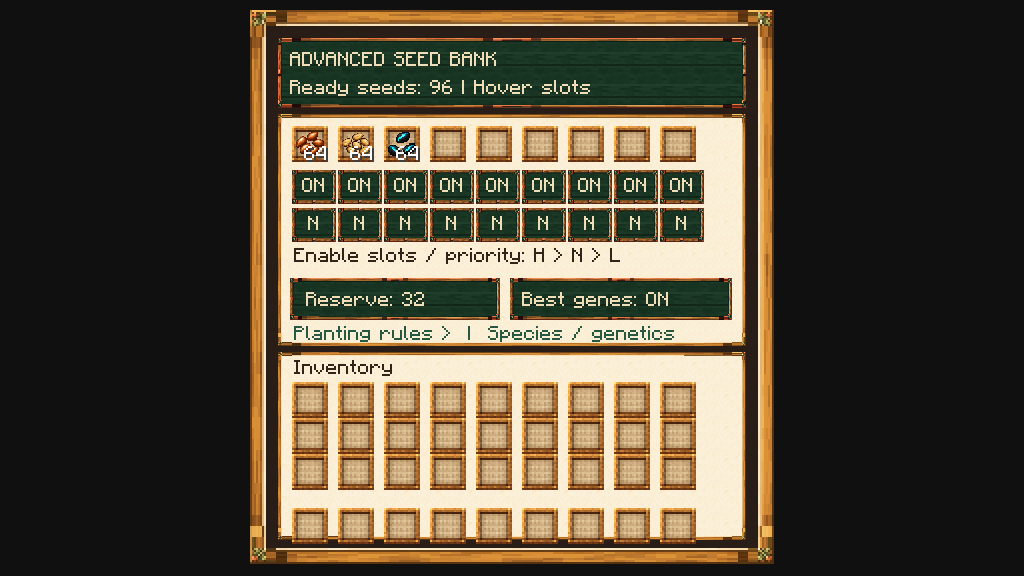 ADVANCED SEED BANK
Ready seeds: 96 | Hover slots
64 64 64
ON ON ON ON ON ON ON ON ON
N N N N N N N N N
Enable slots / priority: H > N > L
Reserve: 32 Best genes: ON
Planting rules > | Species / genetics
Inventory